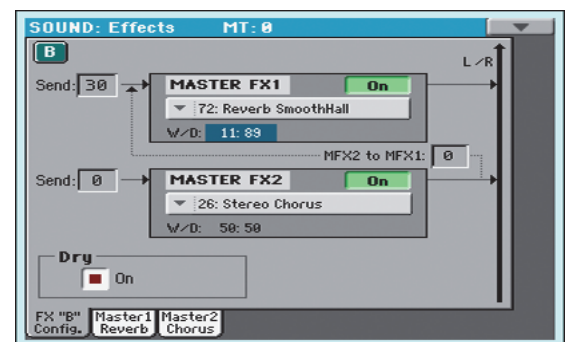 SOUND: Effects MT: 0
B
L/R
Send: 30 MASTER FX1 On
72: Reverb SmoothHall
W/D: 11:89
MFX2 to MFX1: 0
Send: 0 MASTER FX2 On
26: Stereo Chorus
W/D: 50:50
Dry
On
FX "B" Config. Master1 Reverb Master2 Chorus